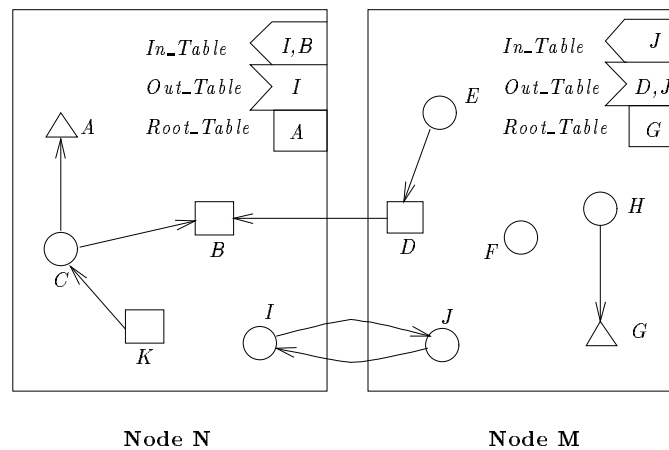 In_Table I,B
Out_Table I
Root_Table A
In_Table J
Out_Table D,J
Root_Table G
A
E
B
C
K
I
D
F
H
J
G
Node N
Node M